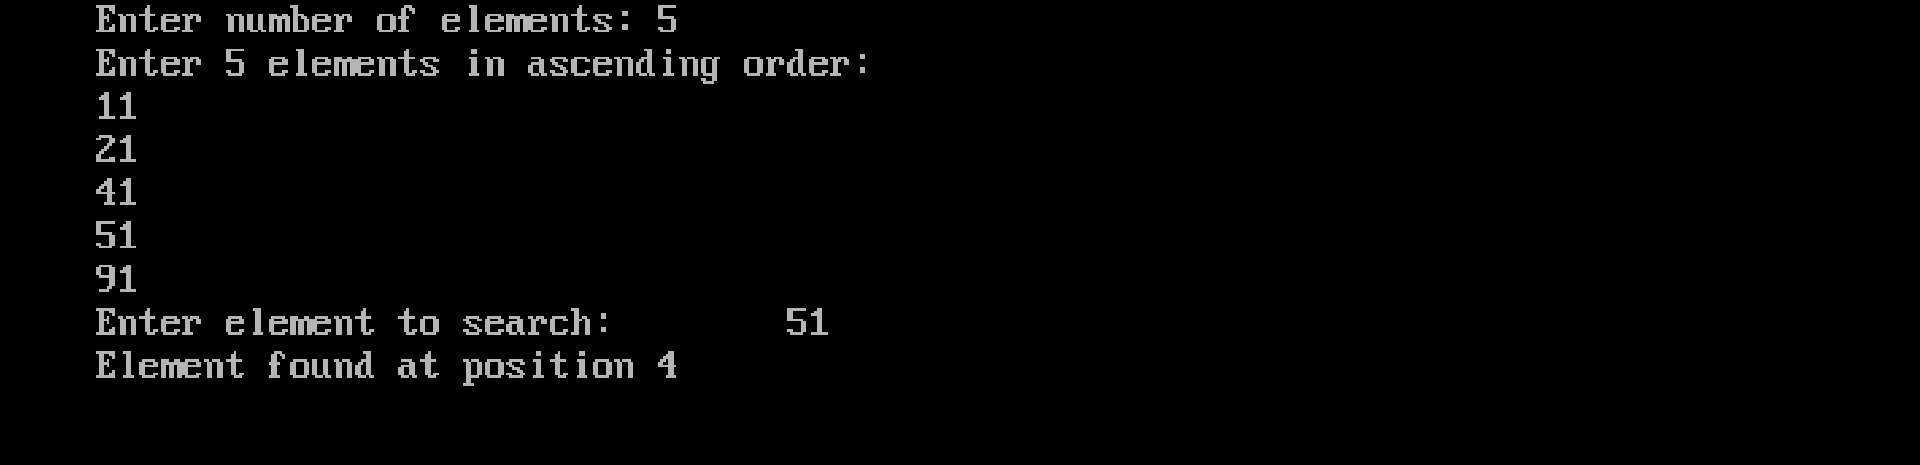 Enter number of elements: 5
Enter 5 elements in ascending order:
11
21
41
51
91
Enter element to search:        51
Element found at position 4